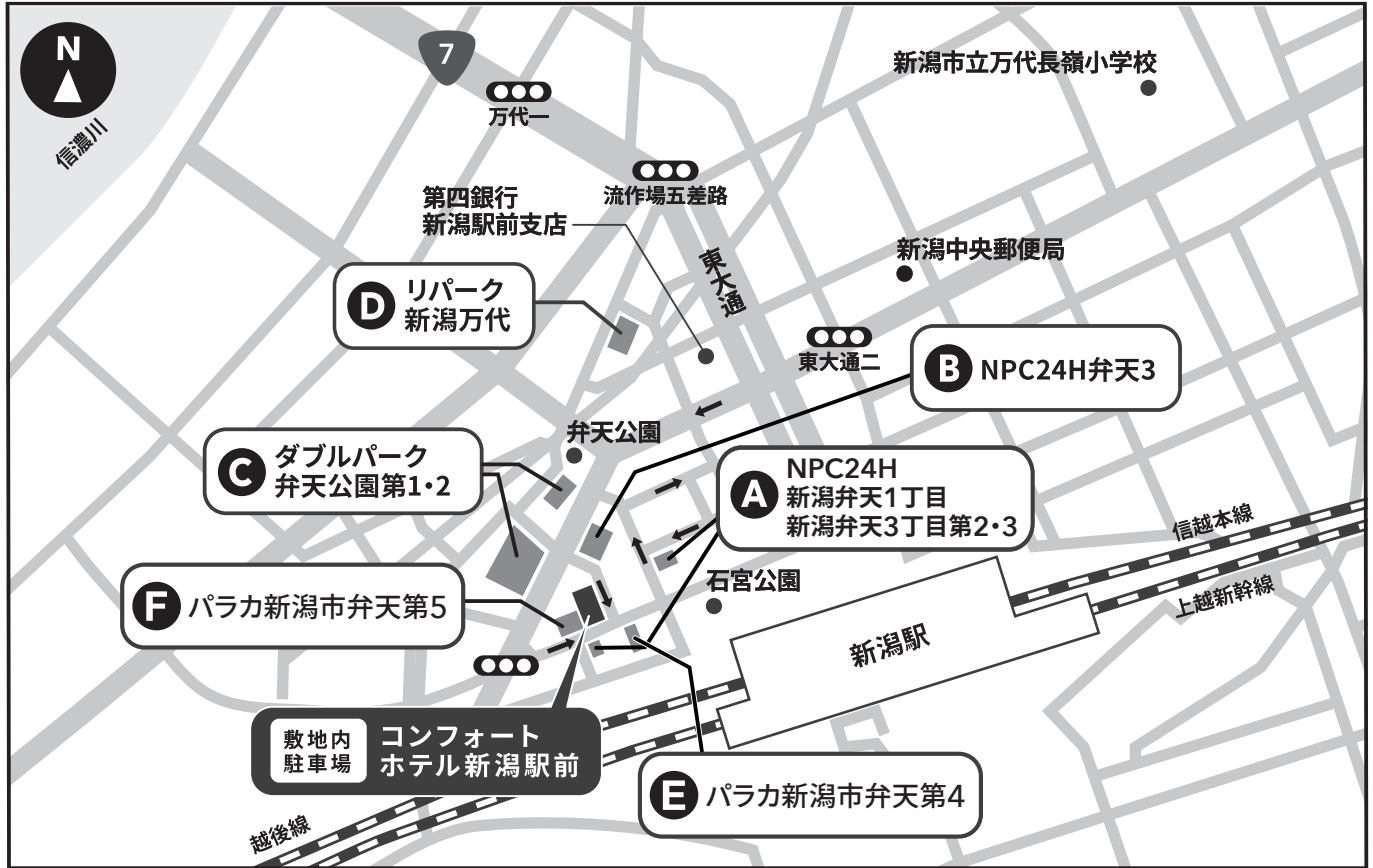 N
信濃川
7
万代一
新潟市立万代長嶺小学校
流作場五差路
第四銀行
新潟駅前支店
東大通
新潟中央郵便局
D
リパーク
新潟万代
東大通二
B
NPC24H弁天3
弁天公園
C
ダブルパーク
弁天公園第1・2
A
NPC24H
新潟弁天1丁目
新潟弁天3丁目第2・3
信越本線
上越新幹線
石宮公園
F
パラカ新潟市弁天第5
新潟駅
敷地内
駐車場
コンフォート
ホテル新潟駅前
E
パラカ新潟市弁天第4
越後線